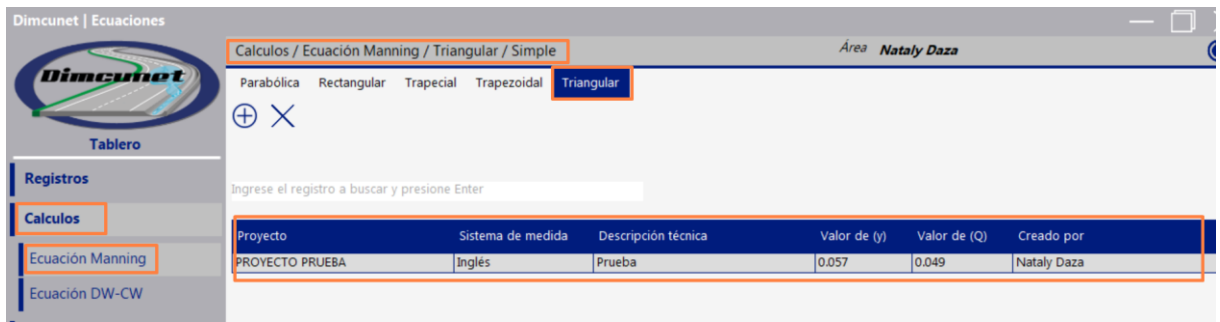 Dimcunet | Ecuaciones
Dimcunet
Tablero
Registros
Calculos
Ecuación Manning
Ecuación DW-CW
Calculos / Ecuación Manning / Triangular / Simple
Área Nataly Daza
Parabólica Rectangular Trapecial Trapezoidal Triangular
Ingrese el registro a buscar y presione Enter
Proyecto Sistema de medida Descripción técnica Valor de (y) Valor de (Q) Creado por
PROYECTO PRUEBA Inglés Prueba 0.057 0.049 Nataly Daza